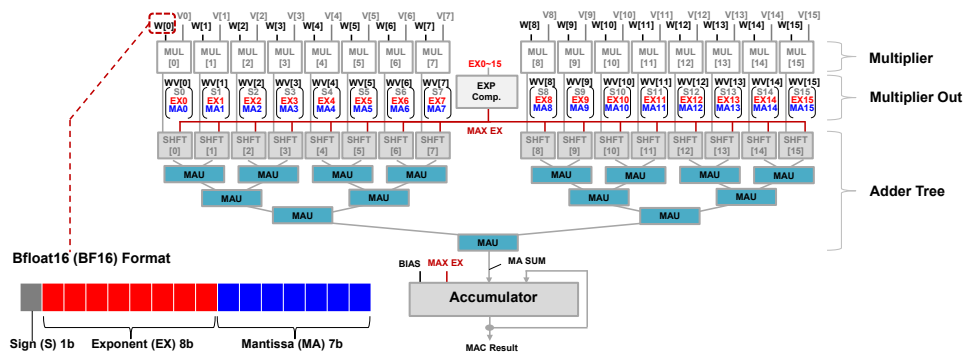 V[0] V[1] V[2] V[3] V[4] V[5] V[6] V[7] V[8] V[9] V[10] V[11] V[12] V[13] V[14] V[15]
W[0] W[1] W[2] W[3] W[4] W[5] W[6] W[7] W[8] W[9] W[10] W[11] W[12] W[13] W[14] W[15]
MUL MUL MUL MUL MUL MUL MUL MUL MUL MUL MUL MUL MUL MUL MUL MUL
[0] [1] [2] [3] [4] [5] [6] [7] [8] [9] [10] [11] [12] [13] [14] [15]
Multiplier
EX0~15
WV[0] WV[1] WV[2] WV[3] WV[4] WV[5] WV[6] WV[7] WV[8] WV[9] WV[10] WV[11] WV[12] WV[13] WV[14] WV[15]
S0 S1 S2 S3 S4 S5 S6 S7 S8 S9 S10 S11 S12 S13 S14 S15
EX0 EX1 EX2 EX3 EX4 EX5 EX6 EX7 EX8 EX9 EX10 EX11 EX12 EX13 EX14 EX15
MA0 MA1 MA2 MA3 MA4 MA5 MA6 MA7 MA8 MA9 MA10 MA11 MA12 MA13 MA14 MA15
EXP
Comp.
Multiplier Out
MAX EX
SHFT SHFT SHFT SHFT SHFT SHFT SHFT SHFT SHFT SHFT SHFT SHFT SHFT SHFT SHFT SHFT
[0] [1] [2] [3] [4] [5] [6] [7] [8] [9] [10] [11] [12] [13] [14] [15]
MAU MAU MAU MAU MAU MAU MAU MAU
MAU MAU MAU MAU
MAU MAU
MAU
Adder Tree
Bfloat16 (BF16) Format
BIAS MAX EX MA SUM
Accumulator
MAC Result
Sign (S) 1b Exponent (EX) 8b Mantissa (MA) 7b